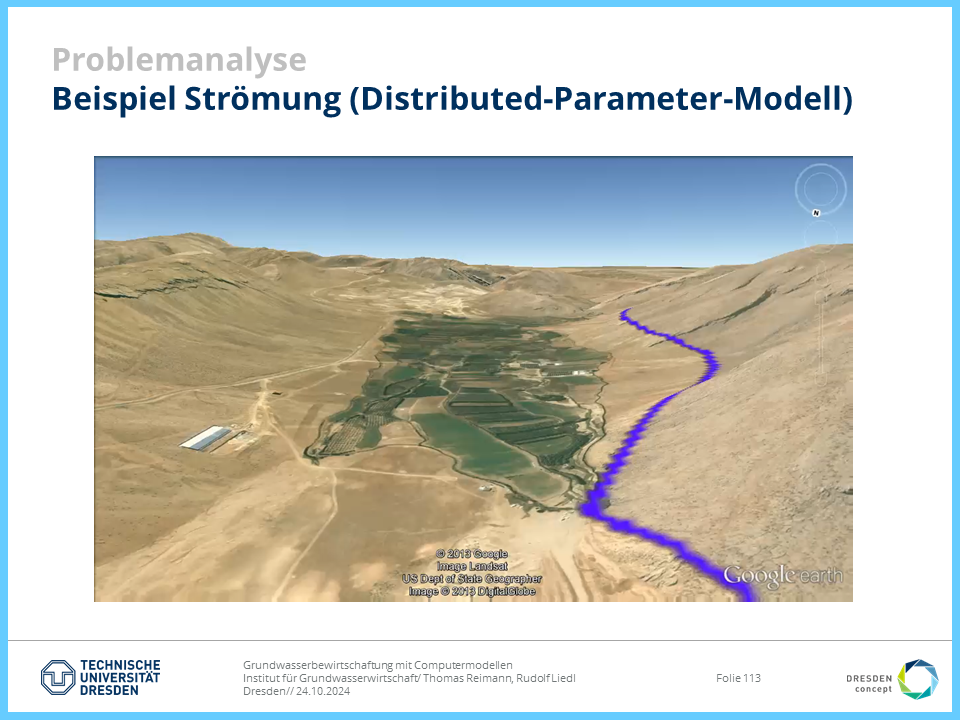 Problemanalyse
Beispiel Strömung (Distributed-Parameter-Modell)
N
© 2013 Google
Image Landsat
US Dept of State Geographer
Image © 2013 DigitalGlobe
Google earth
TECHNISCHE
UNIVERSITÄT
DRESDEN
Grundwasserbewirtschaftung mit Computermodellen
Institut für Grundwasserwirtschaft/ Thomas Reimann, Rudolf Liedl
Dresden// 24.10.2024
Folie 113
DRESDEN
concept